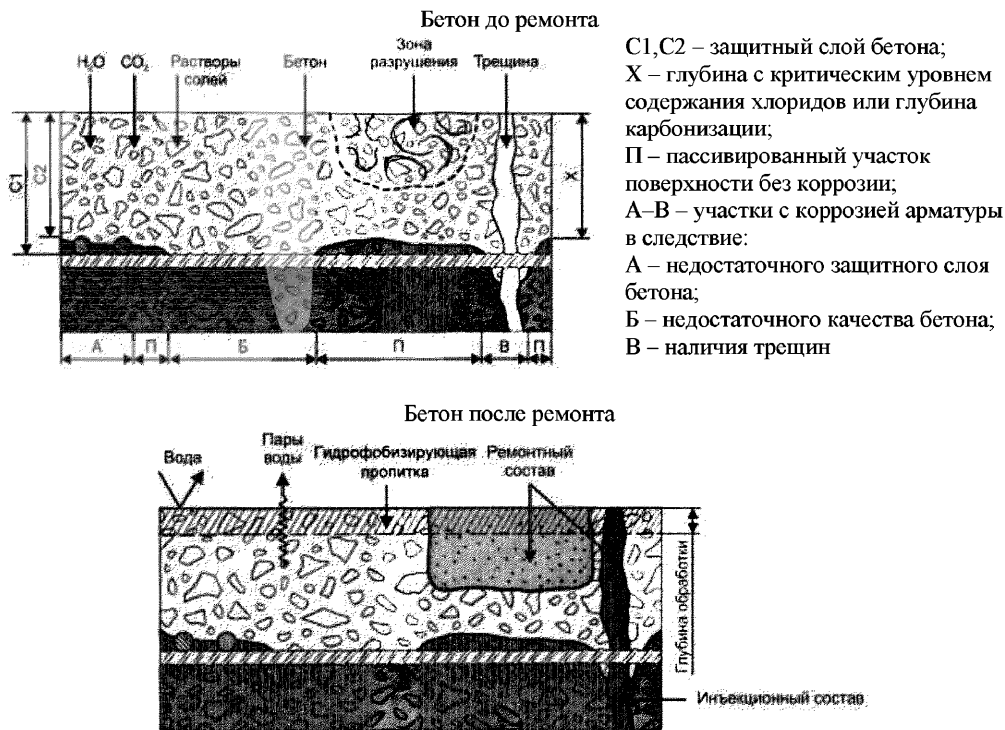 Бетон до ремонта
H₂O CO₂ Растворы солей Бетон Зона разрушения Трещина
C1
C2
X
А П Б П В П
C1,C2 – защитный слой бетона;
X – глубина с критическим уровнем
содержания хлоридов или глубина
карбонизации;
П – пассивированный участок
поверхности без коррозии;
А–В – участки с коррозией арматуры
в следствие:
А – недостаточного защитного слоя
бетона;
Б – недостаточного качества бетона;
В – наличия трещин
Бетон после ремонта
Вода
Пары
воды
Гидрофобизирующая
пропитка
Ремонтный
состав
Глубина обработки
Инъекционный состав